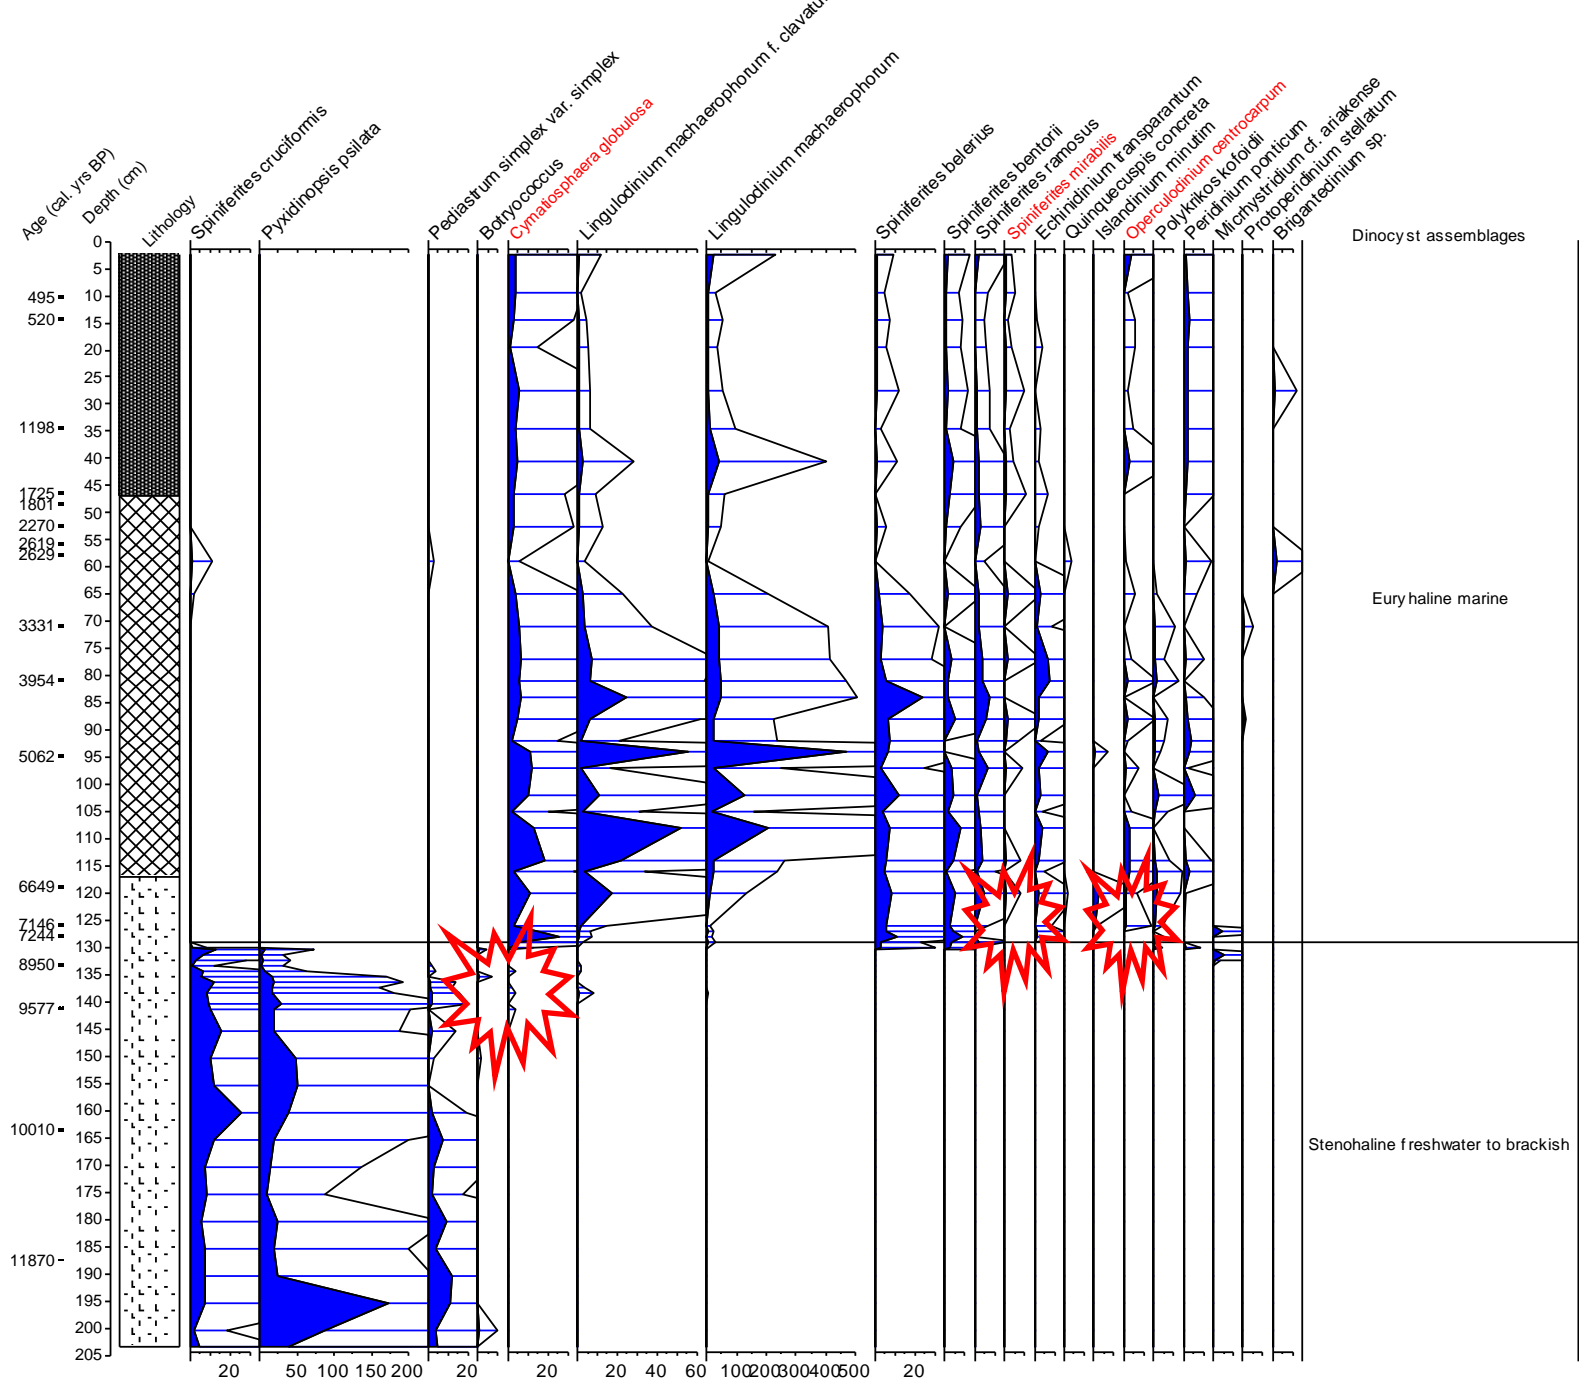 Age (cal. yrs BP)
Depth (cm)
Lithology
Spiniferites cruciformis
Pyxidinopsis psilata
Pediastrum simplex var. simplex
Botryococcus
Cymatiosphaera globulosa
Lingulodinium machaerophorum f. clavatu
Lingulodinium machaerophorum
Spiniferites belerius
Spiniferites bentorii
Spiniferites ramosus
Spiniferites mirabilis
Echinidinium transparantum
Quinquecuspis concreta
Islandinium minutum
Operculodinium centrocarpum
Polykrikos kofoidii
Peridinium ponticum
Michrystridium cf. ariakense
Protoperidinium stellatum
Brigantedinium sp.
Dinocyst assemblages
0
5
495 10
520 15
20
25
30
1198 35
40
45
1725
1801 50
2270
2619 55
2629
60
65
3331 70
75
3954 80
85
90
5062 95
100
105
110
115
6649 120
7146 125
7244
130
8950 135
9577 140
145
150
155
160
10010 165
170
175
180
11870 185
190
195
200
205
Euryhaline marine
Stenohaline freshwater to brackish
20 50 100 150 200 20 20 20 40 60 100 200 300 400 500 20